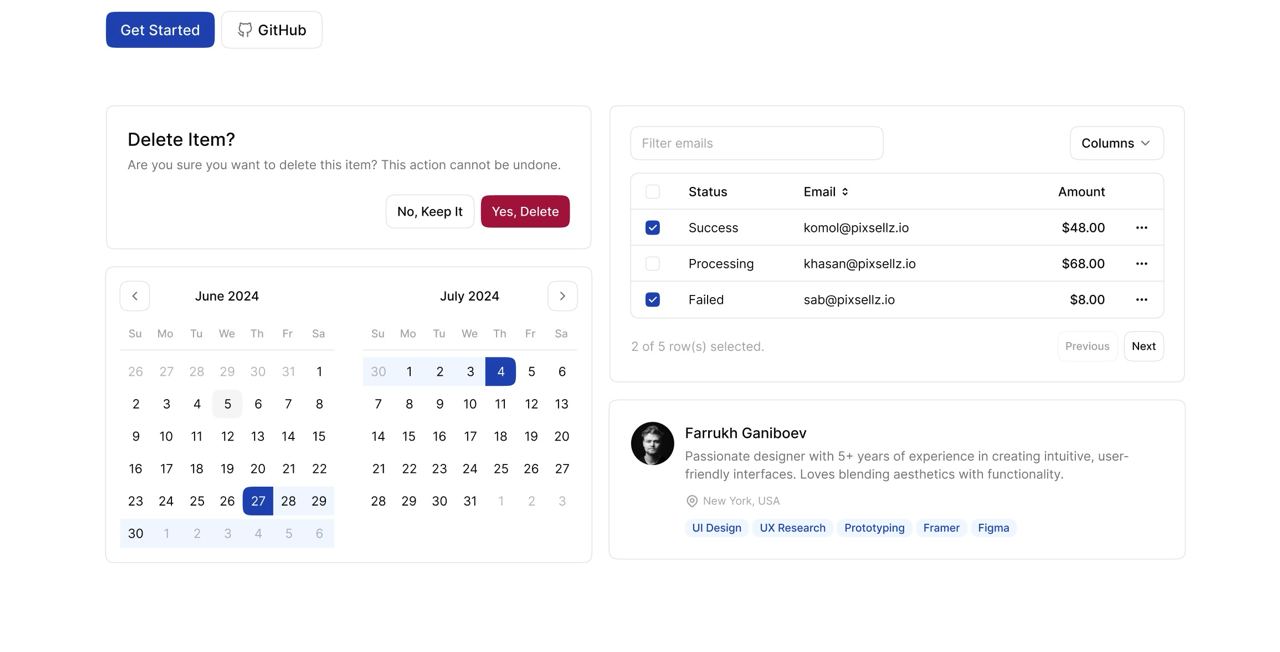 Get Started
GitHub
Delete Item?
Are you sure you want to delete this item? This action cannot be undone.
No, Keep It
Yes, Delete
June 2024
Su Mo Tu We Th Fr Sa
26 27 28 29 30 31 1
2 3 4 5 6 7 8
9 10 11 12 13 14 15
16 17 18 19 20 21 22
23 24 25 26 27 28 29
30 1 2 3 4 5 6
July 2024
Su Mo Tu We Th Fr Sa
30 1 2 3 4 5 6
7 8 9 10 11 12 13
14 15 16 17 18 19 20
21 22 23 24 25 26 27
28 29 30 31 1 2 3
Filter emails
Columns
Status Email Amount
Success komol@pixsellz.io $48.00
Processing khasan@pixsellz.io $68.00
Failed sab@pixsellz.io $8.00
2 of 5 row(s) selected.
Previous
Next
Farrukh Ganiboev
Passionate designer with 5+ years of experience in creating intuitive, user-
friendly interfaces. Loves blending aesthetics with functionality.
New York, USA
UI Design UX Research Prototyping Framer Figma